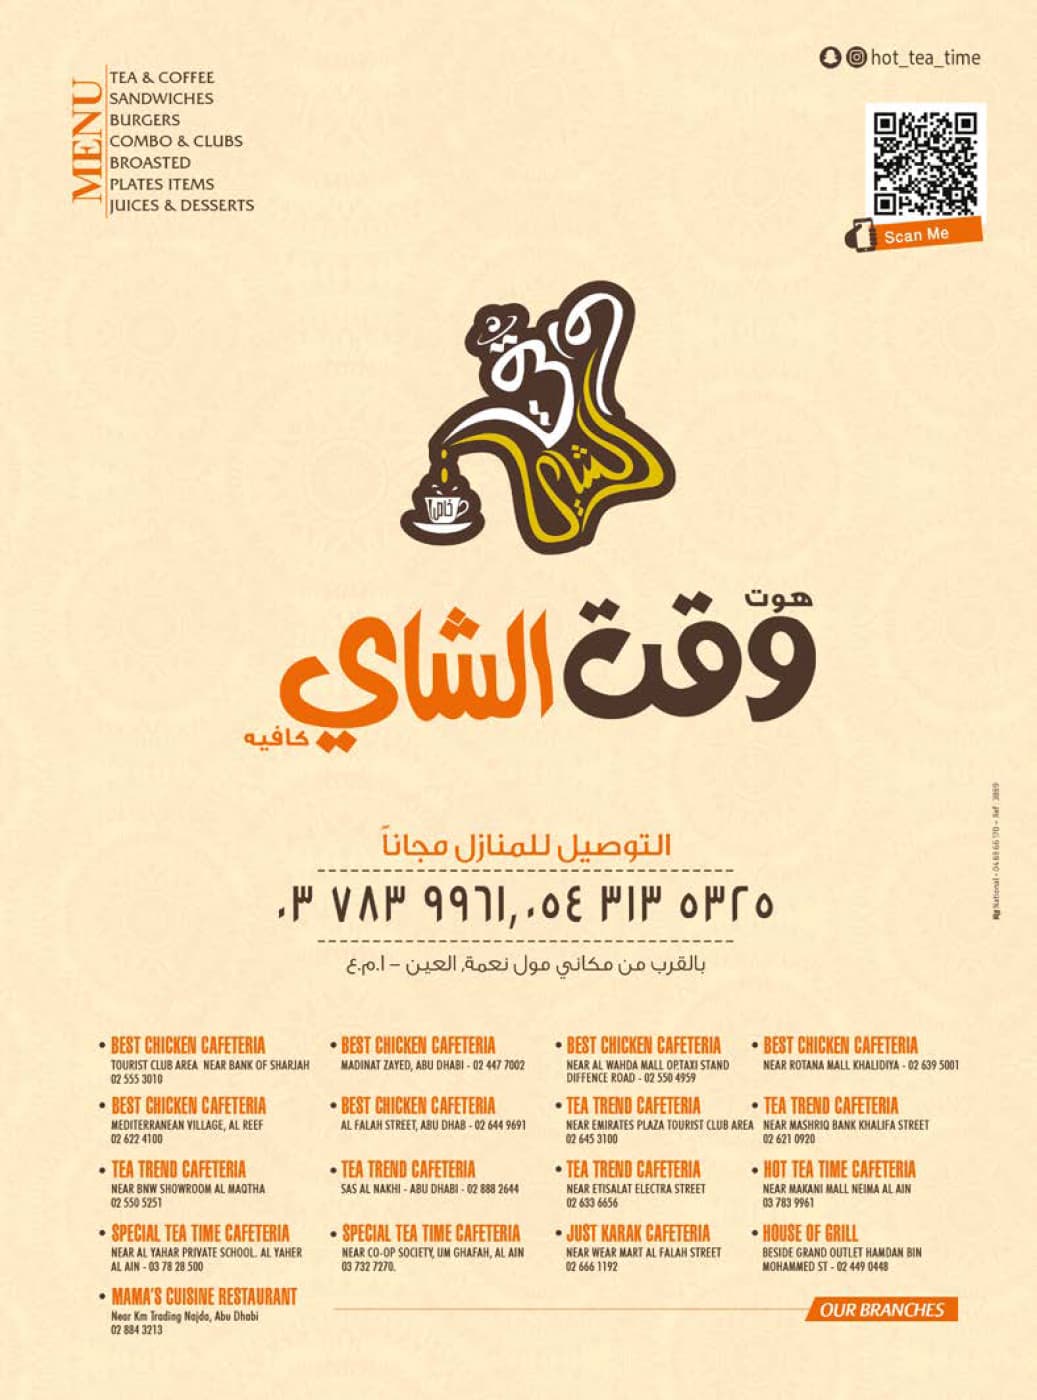 MENU
TEA & COFFEE
SANDWICHES
BURGERS
COMBO & CLUBS
BROASTED
PLATES ITEMS
JUICES & DESSERTS
hot_tea_time
Scan Me
وقت
الشاي
خاص
هوت
وقت الشاي
كافيه
التوصيل للمنازل مجاناً
٠٣ ٧٨٣ ٩٩٦١,٠٥٤ ٣١٣ ٥٣٢٥
بالقرب من مكاني مول نعمة, العين – ا.م.ع
National - 04 88 66 170 - Ref : 3889
• BEST CHICKEN CAFETERIA
TOURIST CLUB AREA NEAR BANK OF SHARJAH
02 555 3010
• BEST CHICKEN CAFETERIA
MADINAT ZAYED, ABU DHABI - 02 447 7002
• BEST CHICKEN CAFETERIA
NEAR AL WAHDA MALL OPTAXI STAND
DIFFENCE ROAD - 02 550 4959
• BEST CHICKEN CAFETERIA
NEAR ROTANA MALL KHALIDIYA - 02 639 5001
• BEST CHICKEN CAFETERIA
MEDITERRANEAN VILLAGE, AL REEF
02 622 4100
• BEST CHICKEN CAFETERIA
AL FALAH STREET, ABU DHAB - 02 644 9691
• TEA TREND CAFETERIA
NEAR EMIRATES PLAZA TOURIST CLUB AREA
02 645 3100
• TEA TREND CAFETERIA
NEAR MASHRIQ BANK KHALIFA STREET
02 621 0920
• TEA TREND CAFETERIA
NEAR BNW SHOWROOM AL MAQTHA
02 550 5251
• TEA TREND CAFETERIA
SAS AL NAKHI - ABU DHABI - 02 888 2644
• TEA TREND CAFETERIA
NEAR ETISALAT ELECTRA STREET
02 633 6656
• HOT TEA TIME CAFETERIA
NEAR MAKANI MALL NEIMA AL AIN
03 783 9961
• SPECIAL TEA TIME CAFETERIA
NEAR AL YAHAR PRIVATE SCHOOL. AL YAHER
AL AIN - 03 78 28 500
• SPECIAL TEA TIME CAFETERIA
NEAR CO-OP SOCIETY, UM GHAFAH, AL AIN
03 732 7270.
• JUST KARAK CAFETERIA
NEAR WEAR MART AL FALAH STREET
02 666 1192
• HOUSE OF GRILL
BESIDE GRAND OUTLET HAMDAN BIN
MOHAMMED ST - 02 449 0448
• MAMA'S CUISINE RESTAURANT
Near Km Trading Najda, Abu Dhabi
02 884 3213
OUR BRANCHES